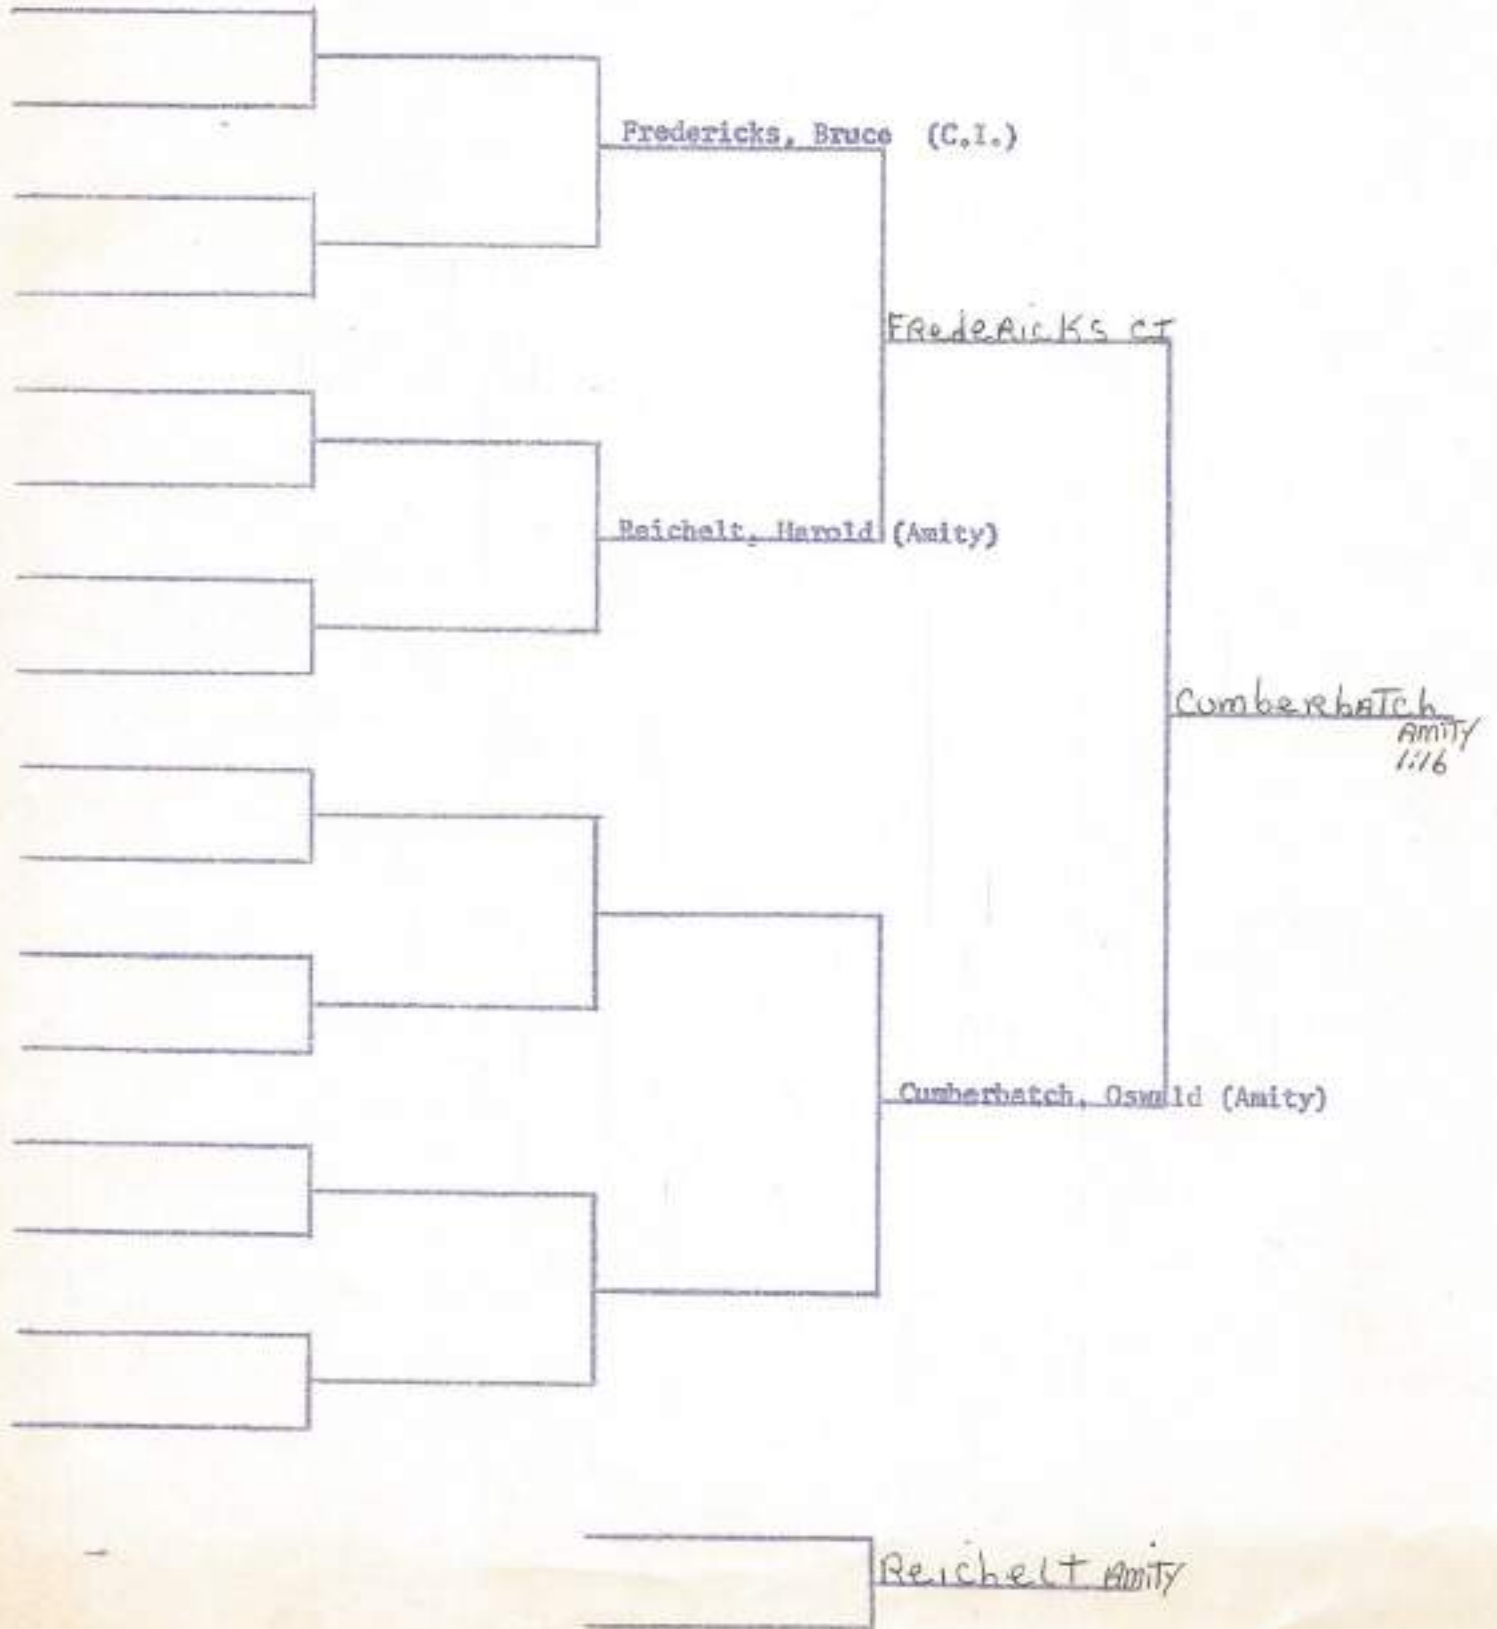 Fredericks, Bruce (C.I.)
FRedeRicKs CI
Reichelt, Harold (Amity)
CumbeRbATch
AmiTy
1:16
Cumberbatch, Oswald (Amity)
ReichelT AmiTy